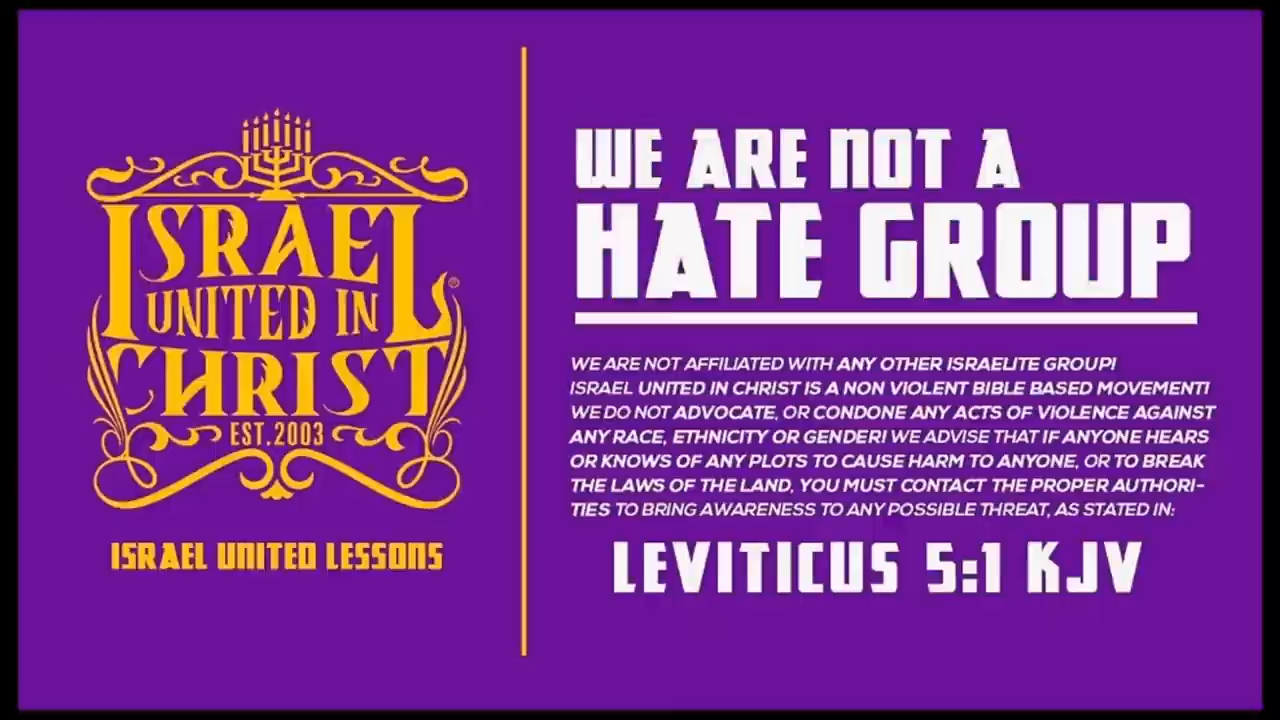 ISRAEL
UNITED IN
CHRIST®
EST.2003
ISRAEL UNITED LESSONS
WE ARE NOT A
HATE GROUP
WE ARE NOT AFFILIATED WITH ANY OTHER ISRAELITE GROUP!
ISRAEL UNITED IN CHRIST IS A NON VIOLENT BIBLE BASED MOVEMENT!
WE DO NOT ADVOCATE, OR CONDONE ANY ACTS OF VIOLENCE AGAINST
ANY RACE, ETHNICITY OR GENDER! WE ADVISE THAT IF ANYONE HEARS
OR KNOWS OF ANY PLOTS TO CAUSE HARM TO ANYONE, OR TO BREAK
THE LAWS OF THE LAND, YOU MUST CONTACT THE PROPER AUTHORI-
TIES TO BRING AWARENESS TO ANY POSSIBLE THREAT, AS STATED IN:
LEVITICUS 5:1 KJV